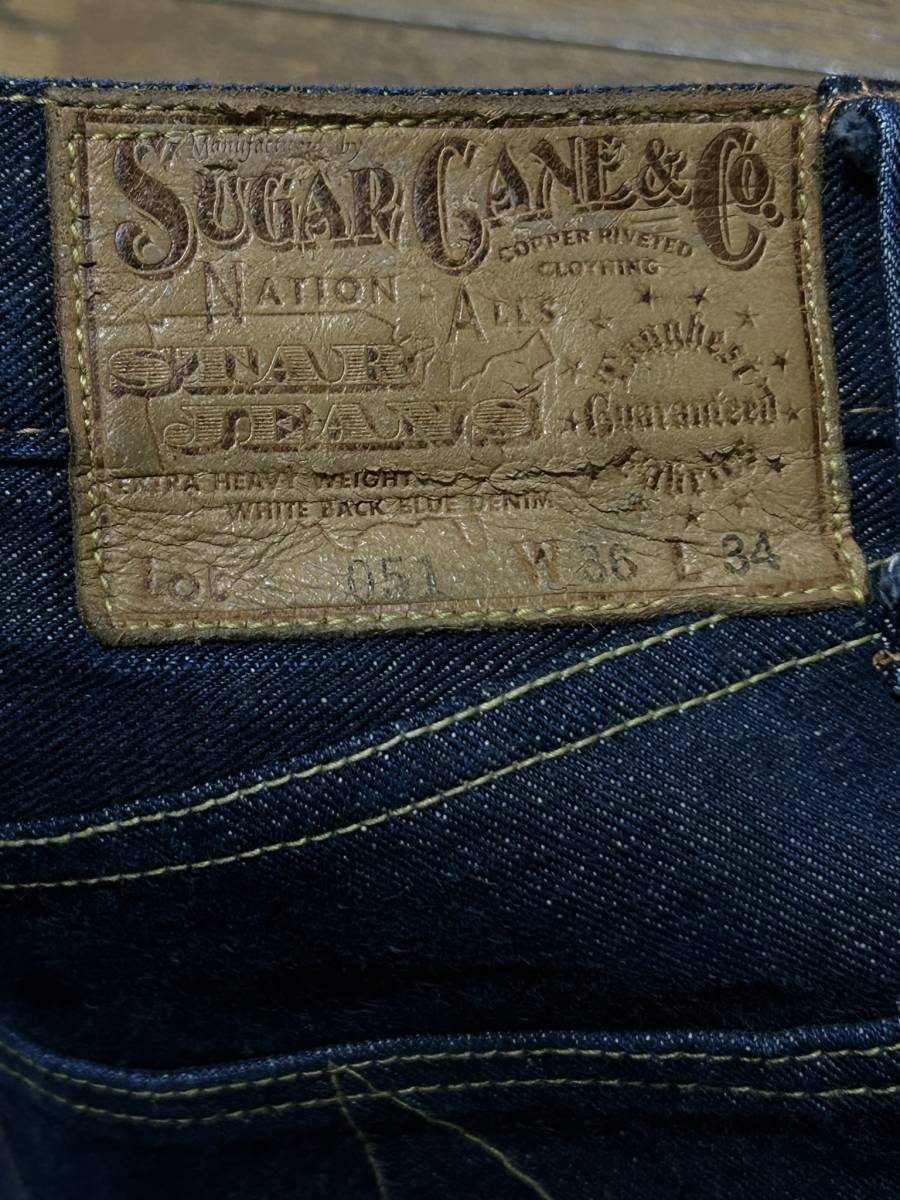 Manufactured by
SUGAR CANE & CO.
COPPER RIVETED
CLOTHING
NATION ALLS
STAR
JEANS
Toughest
Guaranteed
EXTRA HEAVY WEIGHT
WHITE BACK BLUE DENIM
Lot 051 W 36 L 34